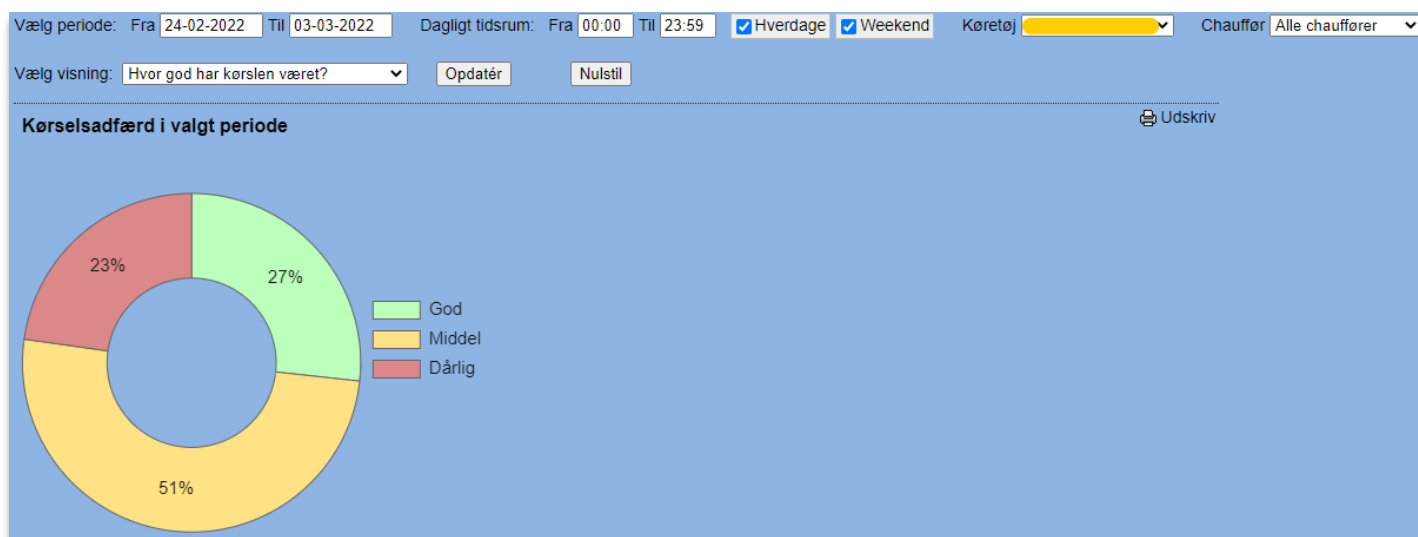 Vælg periode: Fra 24-02-2022 Til 03-03-2022 Dagligt tidsrum: Fra 00:00 Til 23:59 Hverdage Weekend Køretøj Chauffør Alle chauffører
Vælg visning: Hvor god har kørslen været? Opdatér Nulstil
Udskriv
Kørselsadfærd i valgt periode
23%
27%
God
Middel
Dårlig
51%